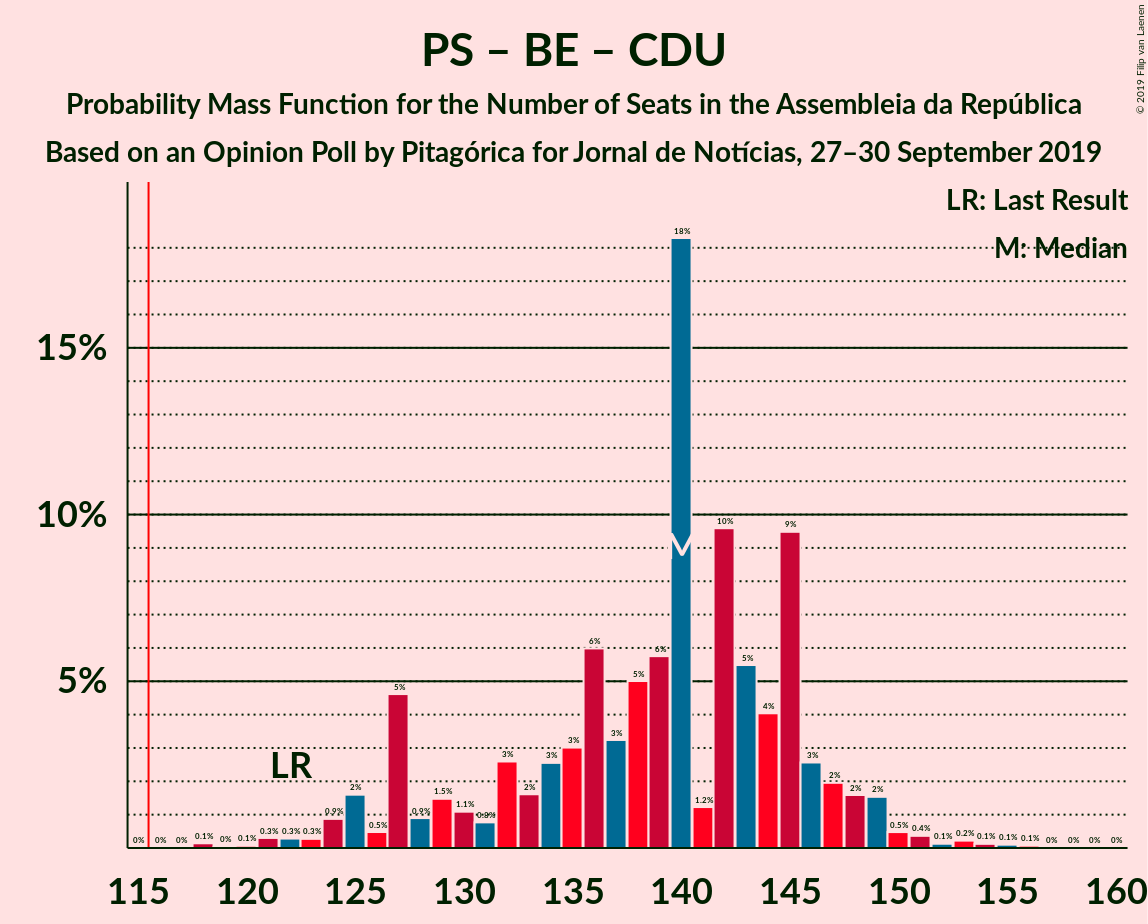 PS – BE – CDU
Probability Mass Function for the Number of Seats in the Assembleia da República
Based on an Opinion Poll by Pitagórica for Jornal de Notícias, 27–30 September 2019
© 2019 Filip van Laenen
LR: Last Result
M: Median
15%
10%
5%
LR
M
0% 0% 0% 0.1% 0% 0.1% 0.3% 0.3% 0.3% 0.9% 2% 0.5% 5% 0.9% 1.5% 1.1% 0.8% 3% 2% 3% 3% 6% 3% 5% 6% 18% 1.2% 10% 5% 4% 9% 3% 2% 2% 2% 0.5% 0.4% 0.1% 0.2% 0.1% 0.1% 0.1% 0% 0% 0% 0%
115 120 125 130 135 140 145 150 155 160